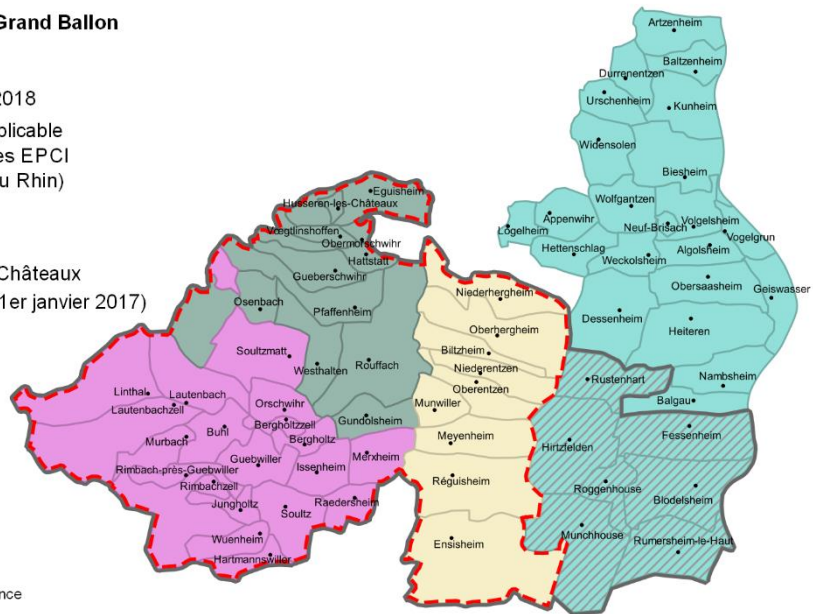 Grand Ballon
2018
plicable
es EPCI
u Rhin)
Châteaux
1er janvier 2017)
nce
Artzenheim
Baltzenheim
Durrenentzen
Urschenheim
Kunheim
Widensolen
Biesheim
Eguisheim
Husseren-les-Châteaux
Wolfgantzen
Appenwihr
Logelheim
Neuf-Brisach
Volgelsheim
Vogelgrun
Vœgtlinshoffen
Obermorschwihr
Hattstatt
Hettenschlag
Weckolsheim
Algolsheim
Gueberschwihr
Obersaasheim
Geiswasser
Niederhergheim
Osenbach
Pfaffenheim
Dessenheim
Heiteren
Oberhergheim
Biltzheim
Soultzmatt
Westhalten
Rouffach
Niederentzen
Oberentzen
Rustenhart
Nambsheim
Balgau
Linthal
Lautenbach
Lautenbachzell
Orschwihr
Bergholtzzell
Gundolsheim
Munwiller
Murbach
Buhl
Bergholtz
Meyenheim
Hirtzfelden
Fessenheim
Merxheim
Rimbach-près-Guebwiller
Guebwiller
Issenheim
Rimbachzell
Réguisheim
Roggenhouse
Blodelsheim
Jungholtz
Soultz
Raedersheim
Wuenheim
Hartmannswiller
Ensisheim
Munchhouse
Rumersheim-le-Haut